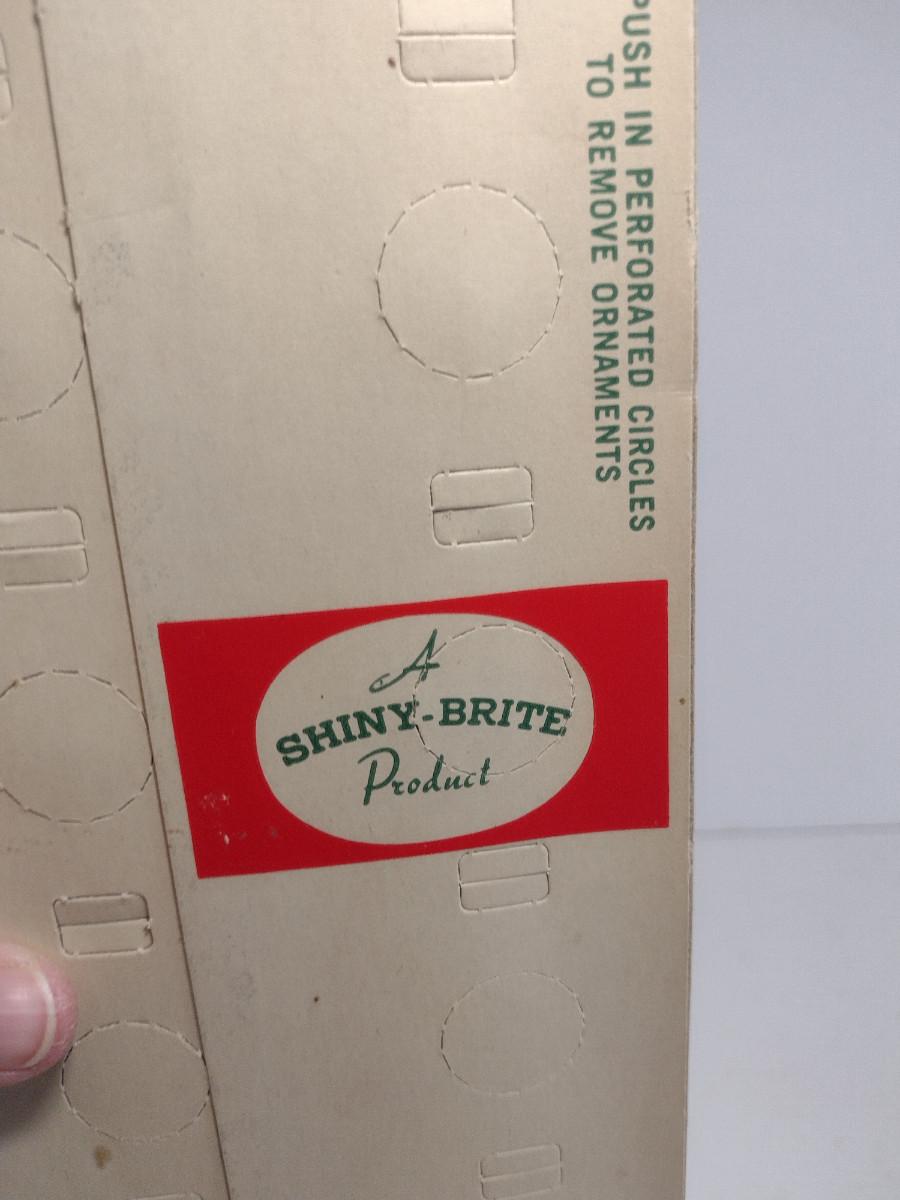 PUSH IN PERFORATED CIRCLES
TO REMOVE ORNAMENTS
A
SHINY-BRITE
Product